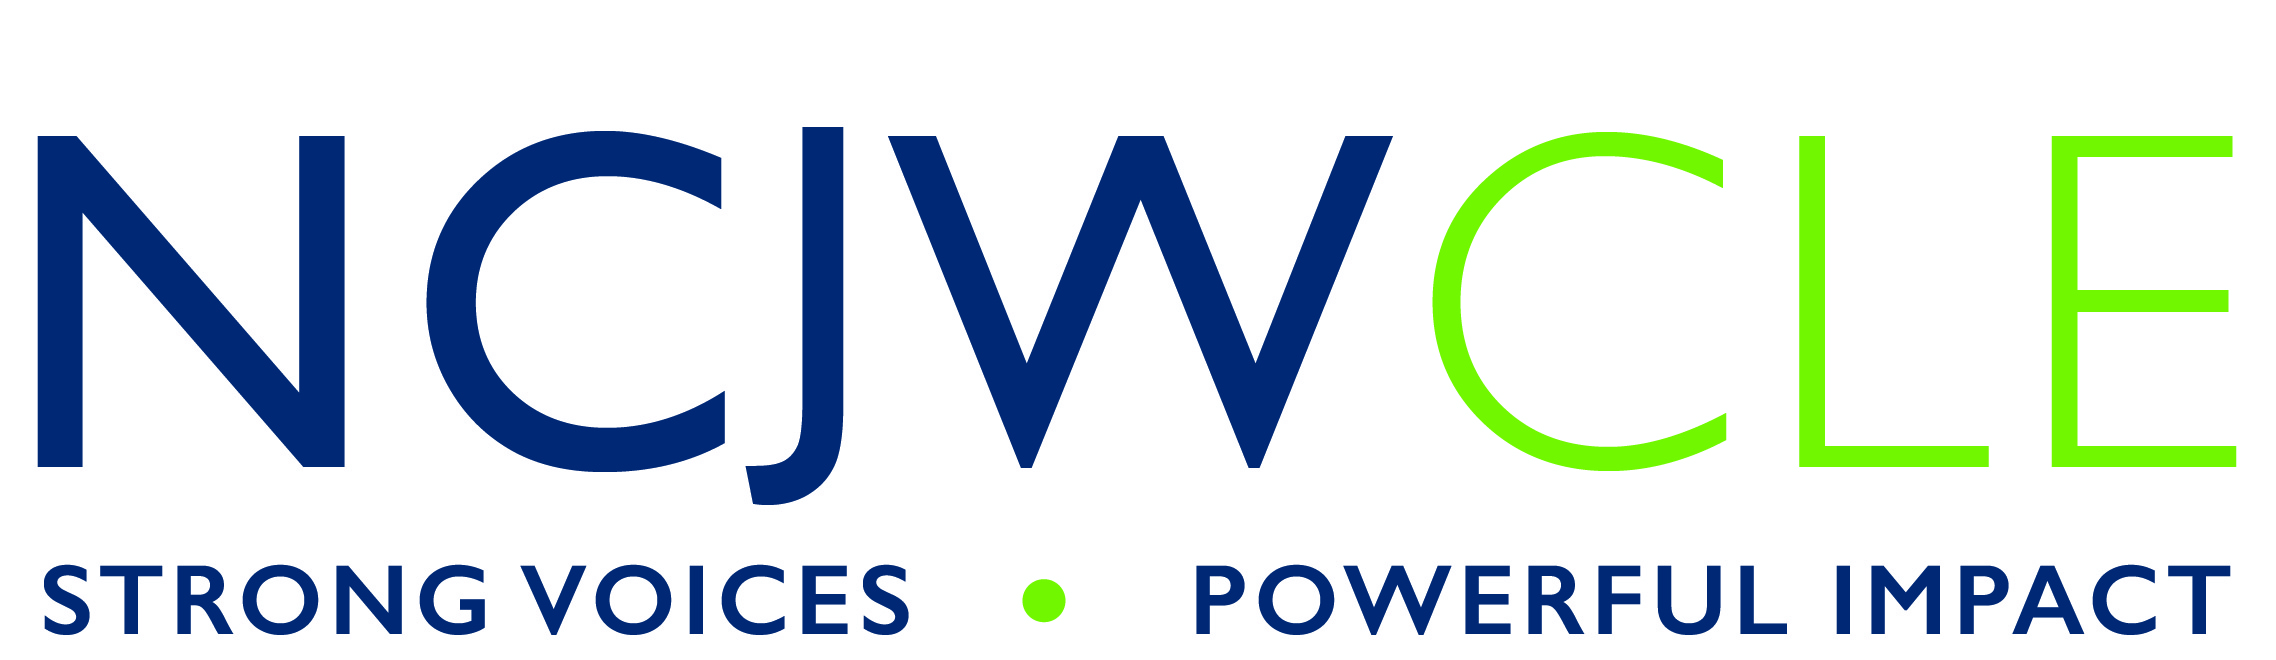 NCJWCLE
STRONG VOICES • POWERFUL IMPACT